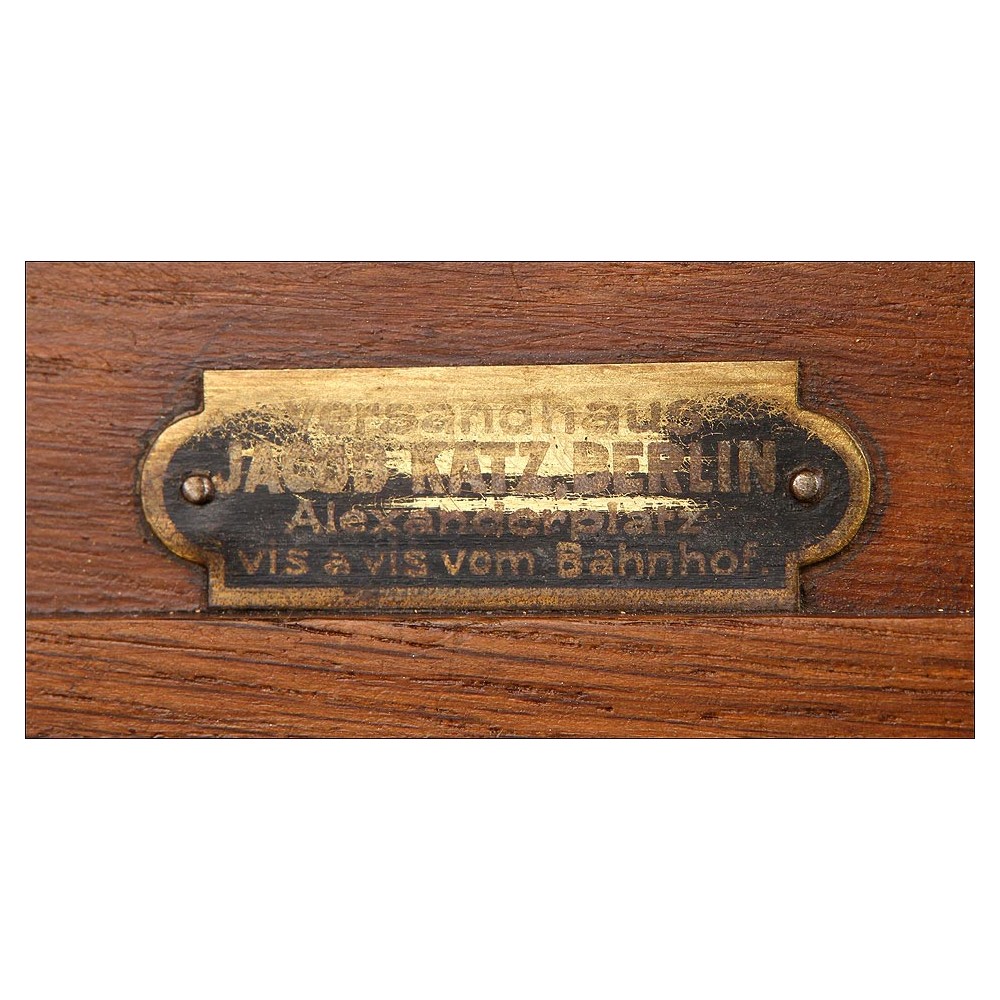 Versandhaus
JACOB KATZ, BERLIN
Alexanderplatz
vis a vis vom Bahnhof.